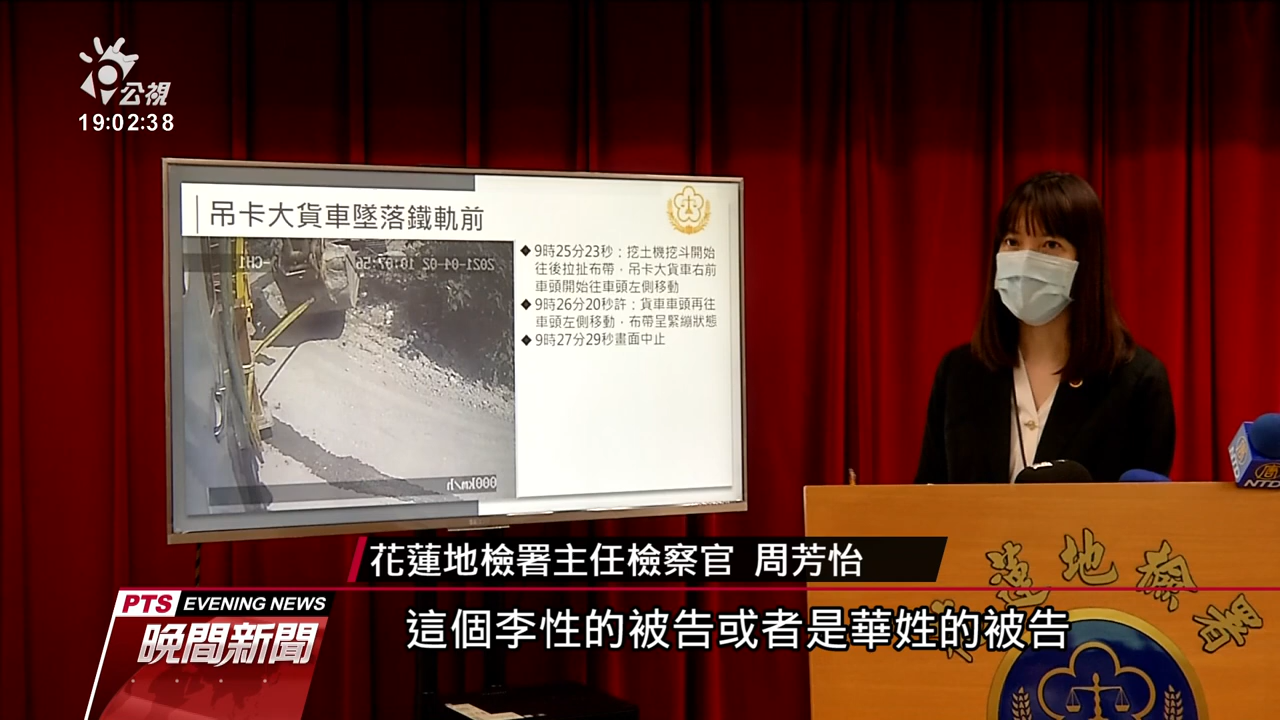 公視
19:02:38
吊卡大貨車墜落鐵軌前
2021-04-02 10:07:56
CH1
000km/h
◆ 9時25分23秒：挖土機挖斗開始
往後拉扯布帶，吊卡大貨車右前
車頭開始往車頭左側移動
◆ 9時26分20秒許：貨車車頭再往
車頭左側移動，布帶呈緊繃狀態
◆ 9時27分29秒畫面中止
NTD
蓮地檢署
花蓮地檢署主任檢察官 周芳怡
PTS EVENING NEWS
晚間新聞
這個李性的被告或者是華姓的被告